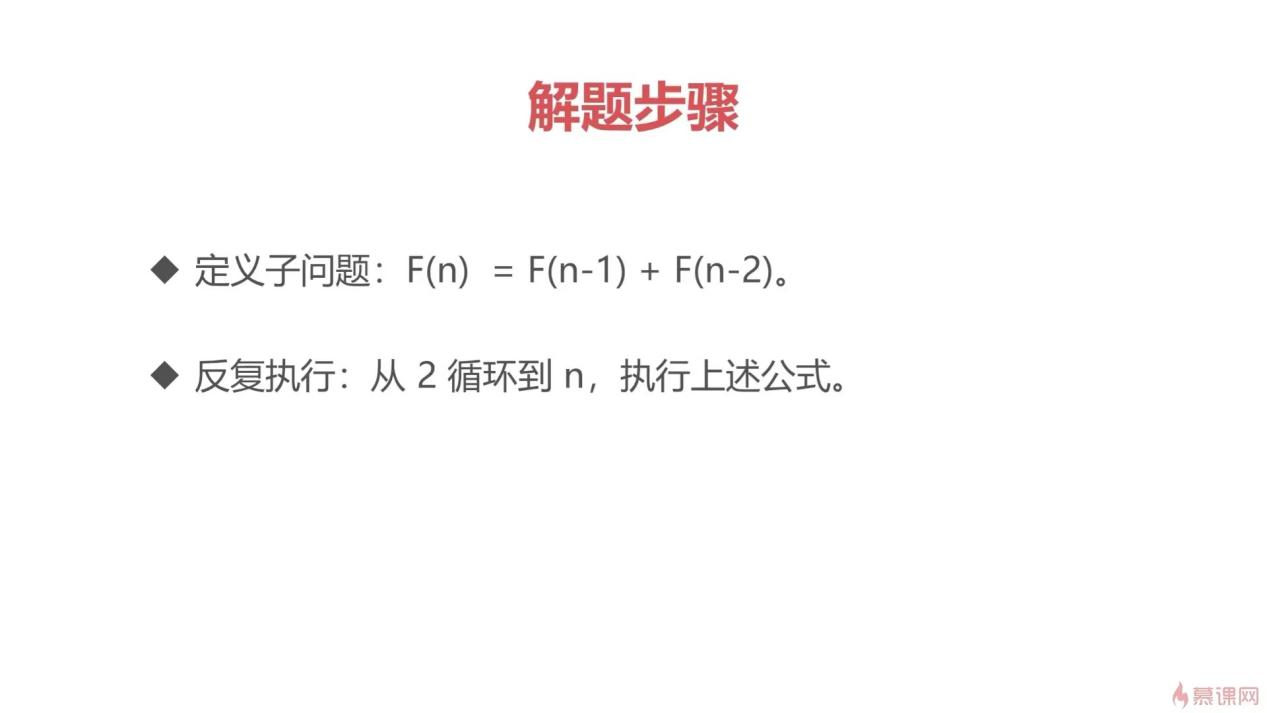 解题步骤
◆ 定义子问题：F(n) = F(n-1) + F(n-2)。
◆ 反复执行：从 2 循环到 n，执行上述公式。
慕课网